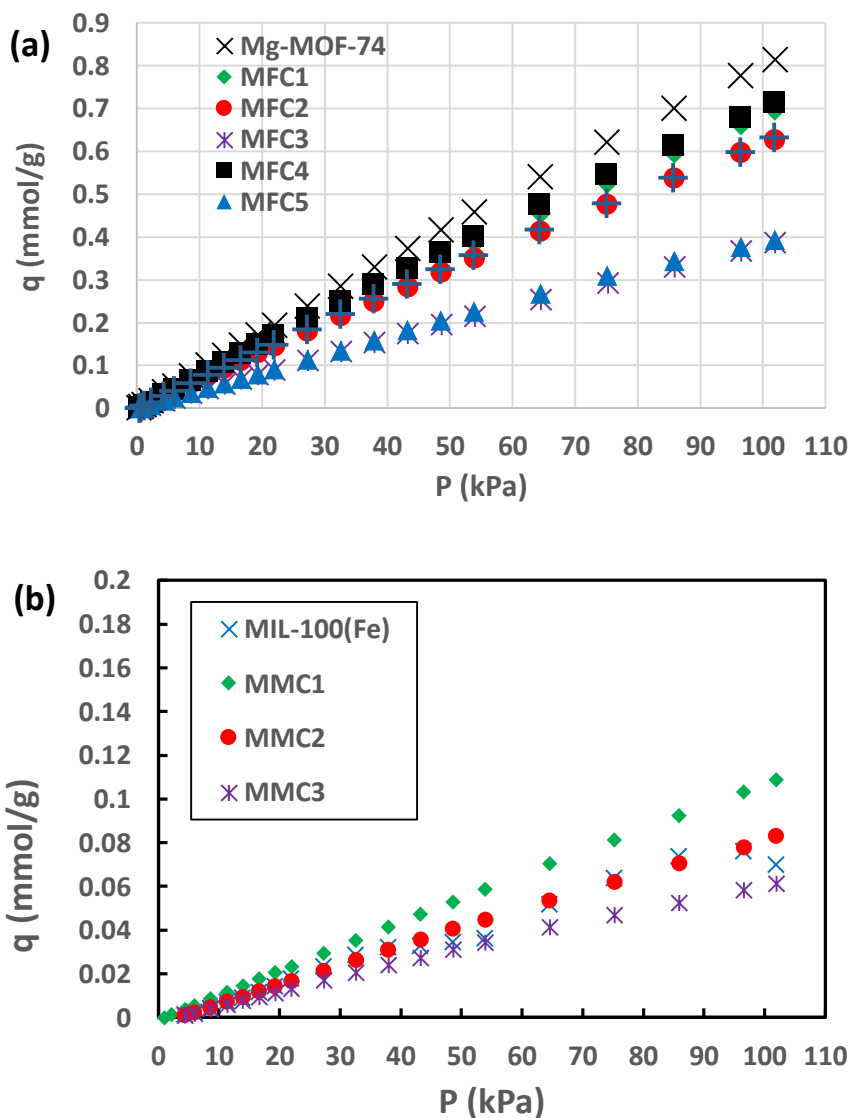 (a)
0.9
0.8
0.7
0.6
0.5
0.4
0.3
0.2
0.1
0
q (mmol/g)
Mg-MOF-74
MFC1
MFC2
MFC3
MFC4
MFC5
0 10 20 30 40 50 60 70 80 90 100 110
P (kPa)
(b)
0.2
0.18
0.16
0.14
0.12
0.1
0.08
0.06
0.04
0.02
0
q (mmol/g)
MIL-100(Fe)
MMC1
MMC2
MMC3
0 10 20 30 40 50 60 70 80 90 100 110
P (kPa)